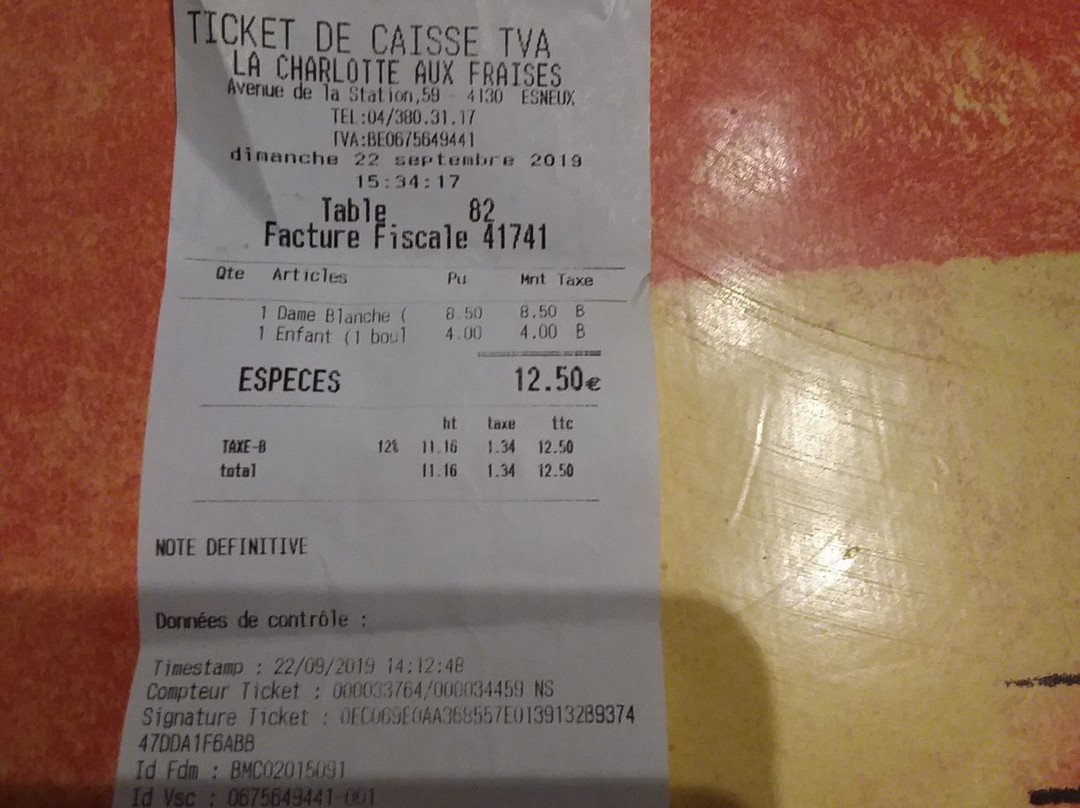 TICKET DE CAISSE TVA
LA CHARLOTTE AUX FRAISES
Avenue de la Station,59 - 4130 ESNEUX
TEL:04/380.31.17
TVA:BE0675649441
dimanche 22 septembre 2019
15:34:17
Table 82
Facture Fiscale 41741
Qte Articles Pu Mnt Taxe
1 Dame Blanche ( 8.50 8.50 B
1 Enfant (1 boul 4.00 4.00 B
ESPECES 12.50€
ht taxe ttc
TAXE-B 12% 11.16 1.34 12.50
total 11.16 1.34 12.50
NOTE DEFINITIVE
Données de contrôle :
Timestamp : 22/09/2019 14:12:48
Compteur Ticket : 000033764/000034459 NS
Signature Ticket : 0EC069E0AA368557E013913289374
47DDA1F6ABB
Id Fdm : BMC02015091
Id Vsc : 0675649441-001